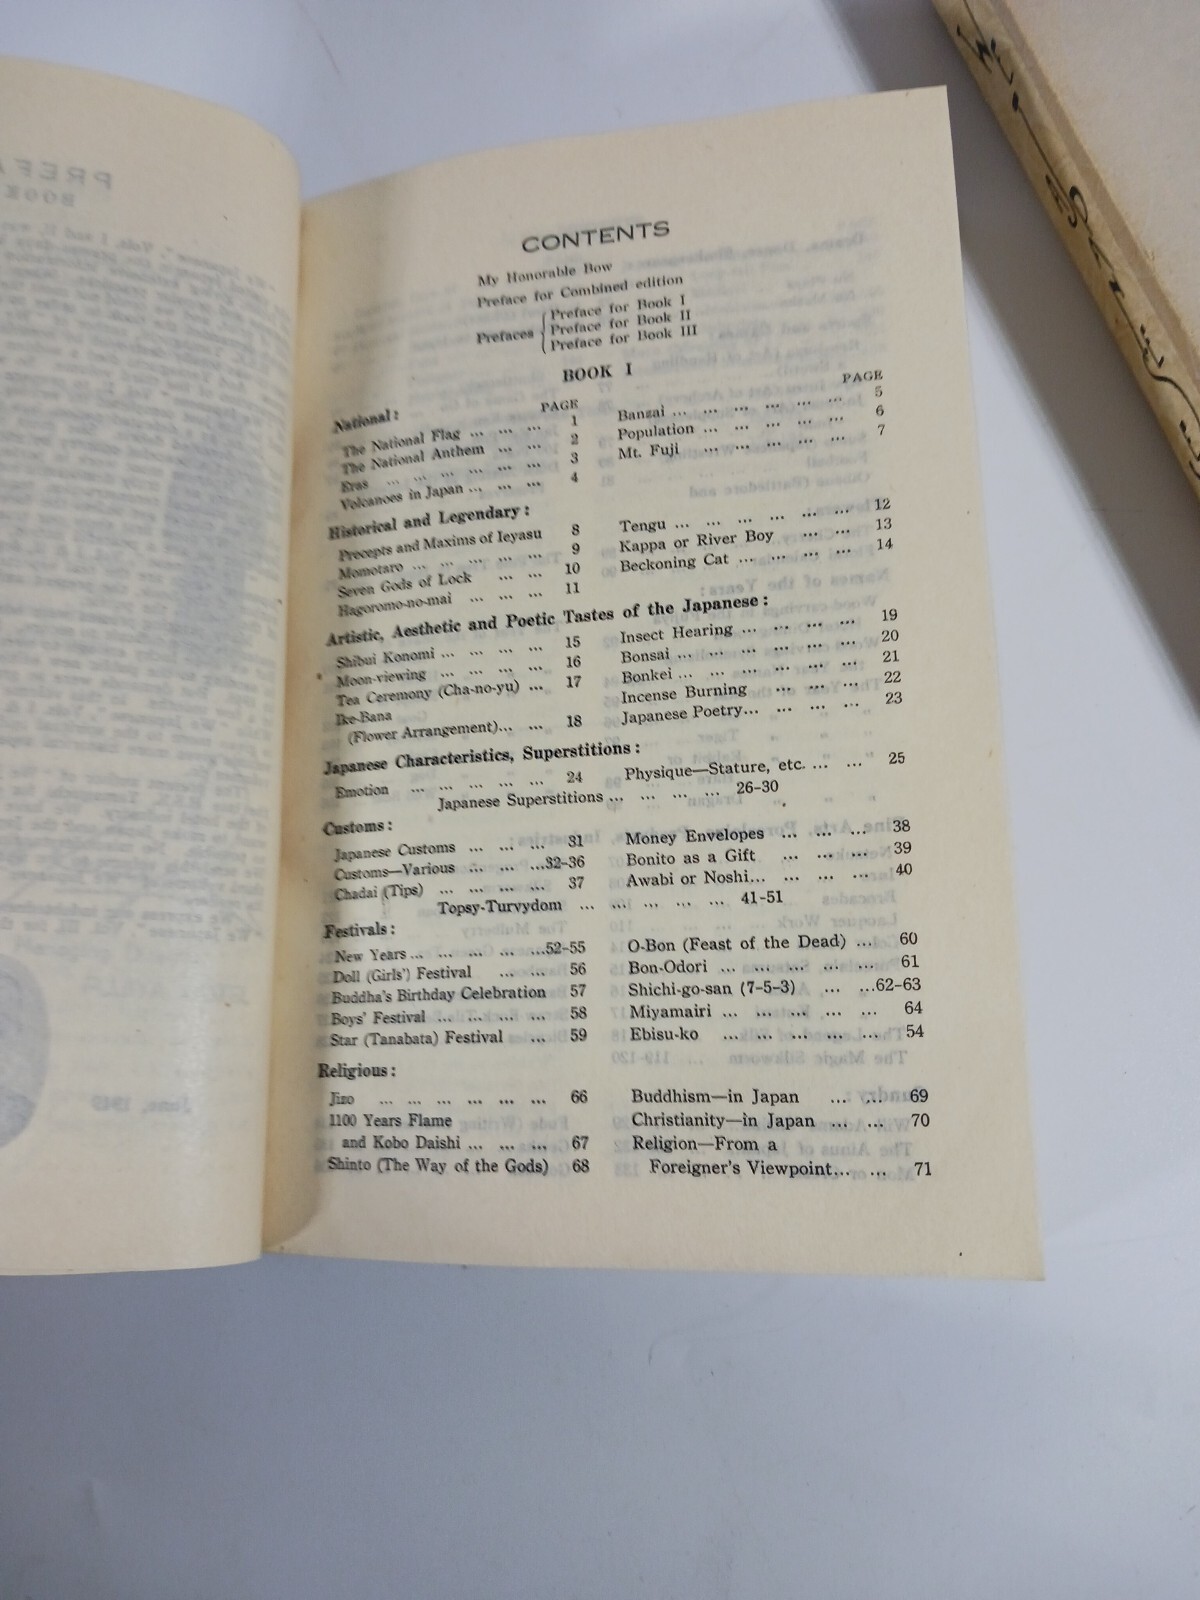 CONTENTS
My Honorable Bow
Preface for Combined edition
Prefaces
Preface for Book I
Preface for Book II
Preface for Book III
BOOK I
National: PAGE
The National Flag ... ... ... 1
The National Anthem ... ... 2
Eras ... ... ... ... ... 3
Volcanoes in Japan ... ... ... 4
PAGE
Banzai ... ... ... ... ... ... 5
Population ... ... ... ... ... 6
Mt. Fuji ... ... ... ... ... 7
Historical and Legendary:
Precepts and Maxims of Ieyasu 8
Momotaro ... ... ... ... ... 9
Seven Gods of Lock ... ... 10
Hagoromo-no-mai ... ... ... 11
Tengu ... ... ... ... ... ... 12
Kappa or River Boy ... ... 13
Beckoning Cat ... ... ... ... 14
Artistic, Aesthetic and Poetic Tastes of the Japanese:
Shibui Konomi ... ... ... ... 15
Moon-viewing ... ... ... ... 16
Tea Ceremony (Cha-no-yu) ... 17
Ike-Bana
(Flower Arrangement)... ... 18
Insect Hearing ... ... ... ... 19
Bonsai ... ... ... ... ... ... 20
Bonkei ... ... ... ... ... ... 21
Incense Burning ... ... ... 22
Japanese Poetry... ... ... ... 23
Japanese Characteristics, Superstitions:
Emotion ... ... ... ... ... 24
Physique—Stature, etc. ... ... 25
Japanese Superstitions ... ... ... ... 26-30
Customs:
Japanese Customs ... ... ... 31
Customs—Various ... ... ...32-36
Chadai (Tips) ... ... ... ... 37
Money Envelopes ... ... ... 38
Bonito as a Gift ... ... ... 39
Awabi or Noshi... ... ... ... 40
Topsy-Turvydom ... ... ... ... ... 41-51
Festivals:
New Years ... ... ... ... ...52-55
Doll (Girls') Festival ... ... 56
Buddha's Birthday Celebration 57
Boys' Festival ... ... ... ... 58
Star (Tanabata) Festival ... 59
O-Bon (Feast of the Dead) ... 60
Bon-Odori ... ... ... ... ... 61
Shichi-go-san (7-5-3) ... ...62-63
Miyamairi ... ... ... ... ... 64
Ebisu-ko ... ... ... ... ... 54
Religious:
Jizo ... ... ... ... ... ... 66
1100 Years Flame
and Kobo Daishi ... ... ... 67
Shinto (The Way of the Gods) 68
Buddhism—in Japan ... ... 69
Christianity—in Japan ... ... 70
Religion—From a
Foreigner's Viewpoint... ... 71